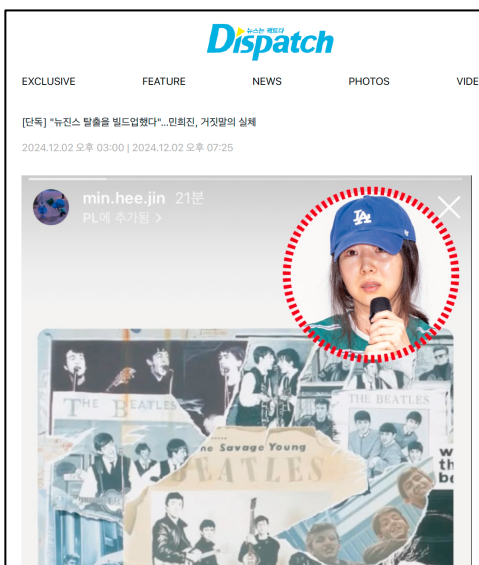 뉴스는 팩트다
Dispatch
EXCLUSIVE FEATURE NEWS PHOTOS VIDE
[단독] "뉴진스 탈출을 빌드업했다"...민희진, 거짓말의 실체
2024.12.02 오후 03:00 | 2024.12.02 오후 07:25
min.hee.jin 21분
PL에 추가됨 >
LA
THE BEATLES
THE BEATLES
The Savage Young
BEATLES